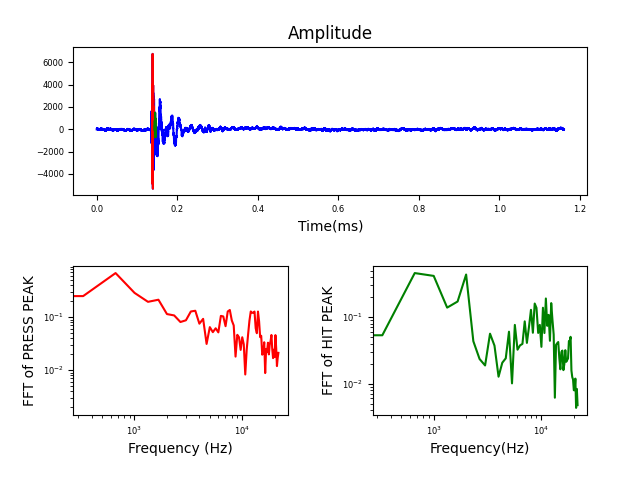 Amplitude
6000
4000
2000
0
−2000
−4000
0.0 0.2 0.4 0.6 0.8 1.0 1.2
Time(ms)
FFT of PRESS PEAK
10⁻¹
10⁻²
10³ 10⁴
Frequency (Hz)
FFT of HIT PEAK
10⁻¹
10⁻²
10³ 10⁴
Frequency(Hz)